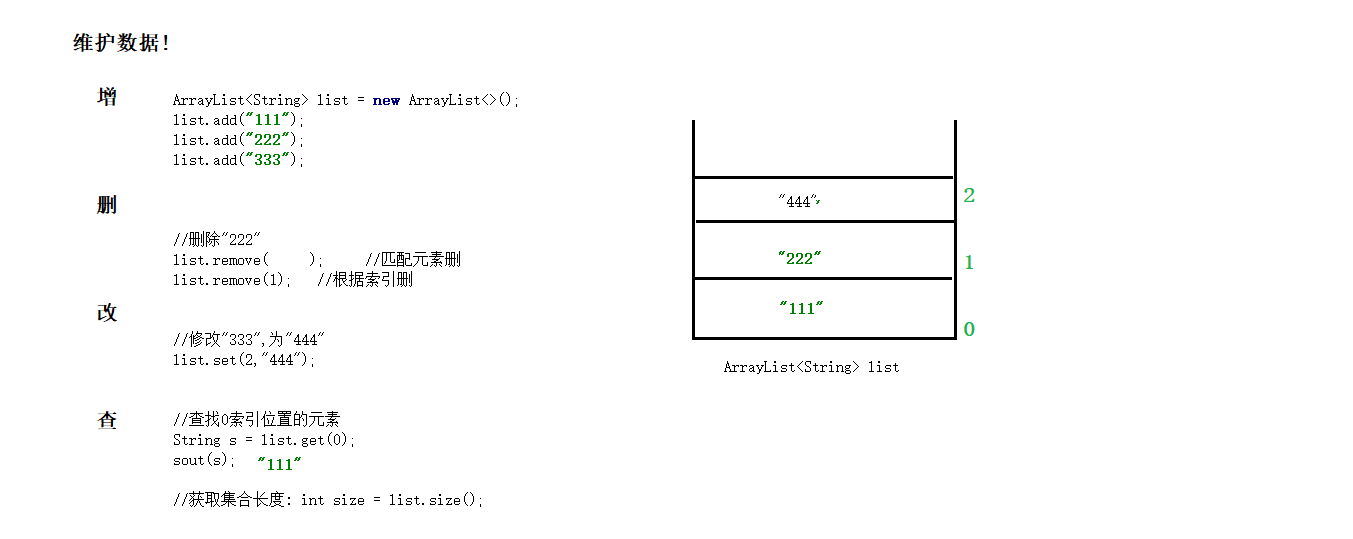 维护数据!
增
ArrayList<String> list = new ArrayList<>();
list.add("111");
list.add("222");
list.add("333");
删
//删除"222"
list.remove(     );     //匹配元素删
list.remove(1);   //根据索引删
改
//修改"333",为"444"
list.set(2,"444");
查
//查找0索引位置的元素
String s = list.get(0);
sout(s);   "111"
//获取集合长度: int size = list.size();
"444"
2
"222"
1
"111"
0
ArrayList<String> list